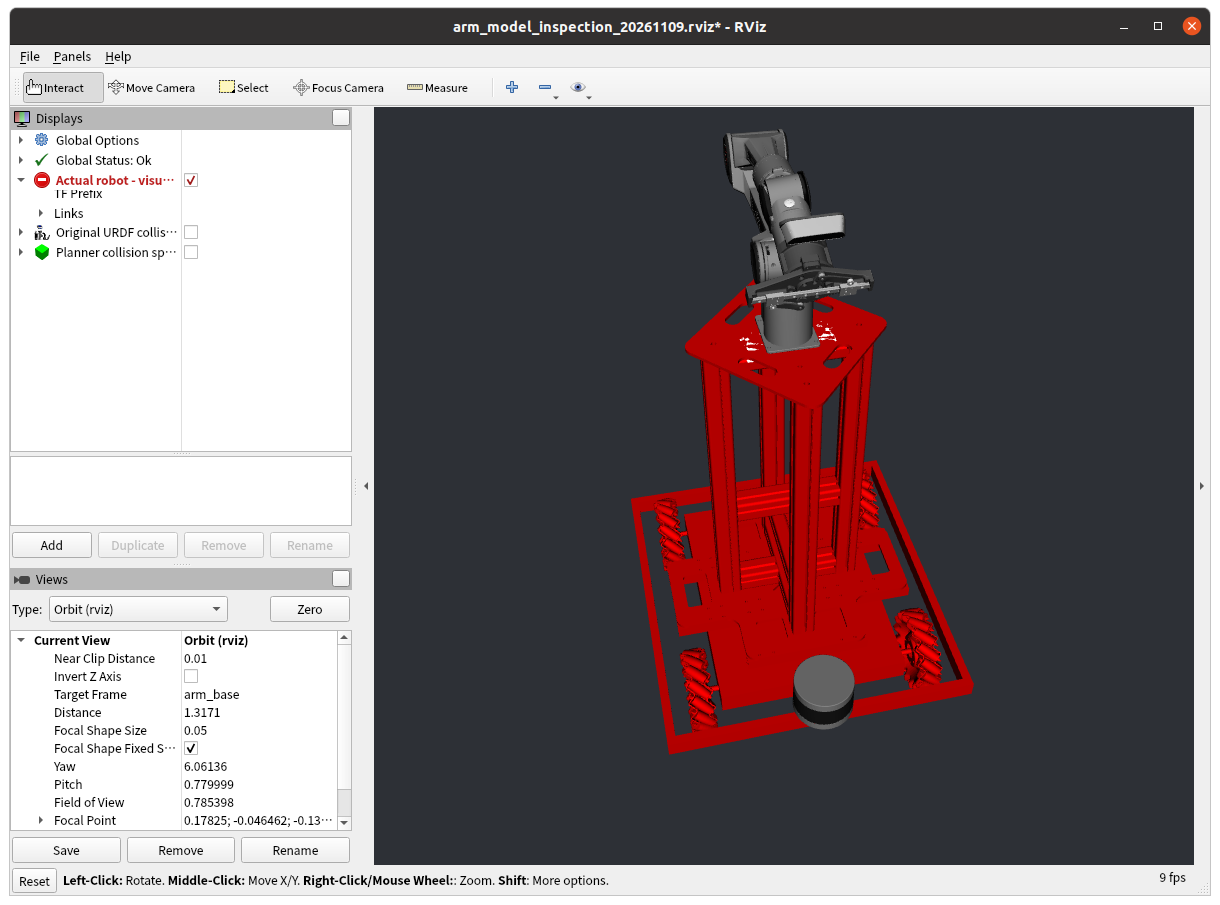 arm_model_inspection_20261109.rviz* - RViz
File Panels Help
Interact Move Camera Select Focus Camera Measure
Displays
Global Options
Global Status: Ok
Actual robot - visu···
TF Prefix
Links
Original URDF collis···
Planner collision sp···
Add Duplicate Remove Rename
Views
Type: Orbit (rviz) Zero
Current View Orbit (rviz)
Near Clip Distance 0.01
Invert Z Axis
Target Frame arm_base
Distance 1.3171
Focal Shape Size 0.05
Focal Shape Fixed S···
Yaw 6.06136
Pitch 0.779999
Field of View 0.785398
Focal Point 0.17825; -0.046462; -0.13···
Save Remove Rename
Reset Left-Click: Rotate. Middle-Click: Move X/Y. Right-Click/Mouse Wheel:: Zoom. Shift: More options. 9 fps